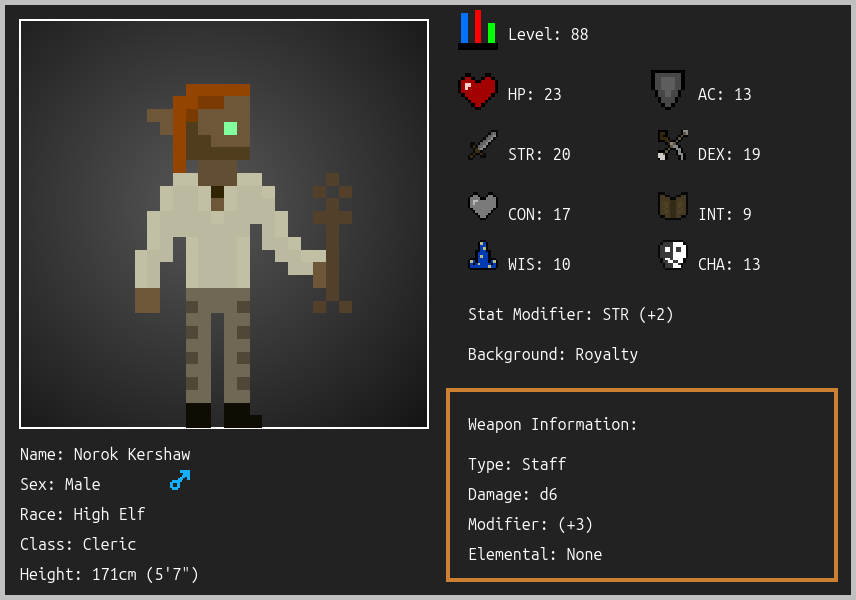 Level: 88
HP: 23
AC: 13
STR: 20
DEX: 19
CON: 17
INT: 9
WIS: 10
CHA: 13
Stat Modifier: STR (+2)
Background: Royalty
Weapon Information:
Type: Staff
Damage: d6
Modifier: (+3)
Elemental: None
Name: Norok Kershaw
Sex: Male
Race: High Elf
Class: Cleric
Height: 171cm (5'7")